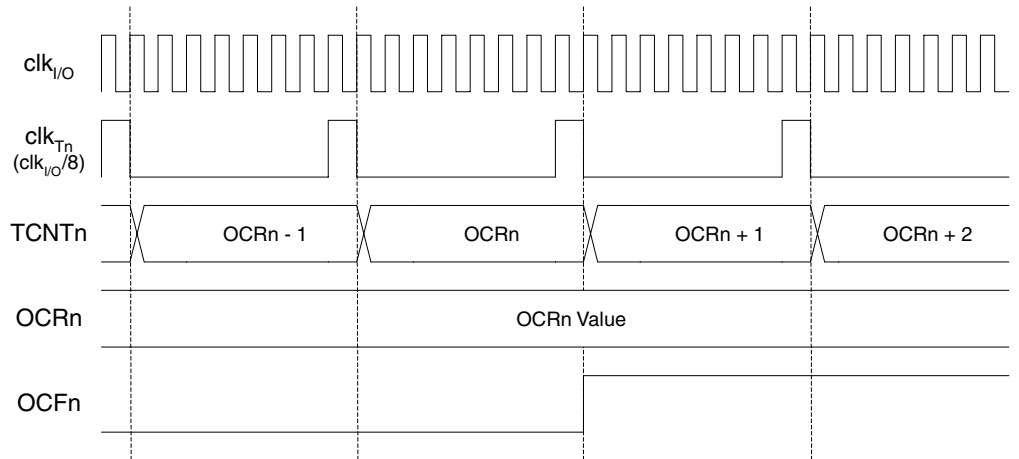 clkI/O
clkTn
(clkI/O/8)
TCNTn OCRn - 1 OCRn OCRn + 1 OCRn + 2
OCRn OCRn Value
OCFn